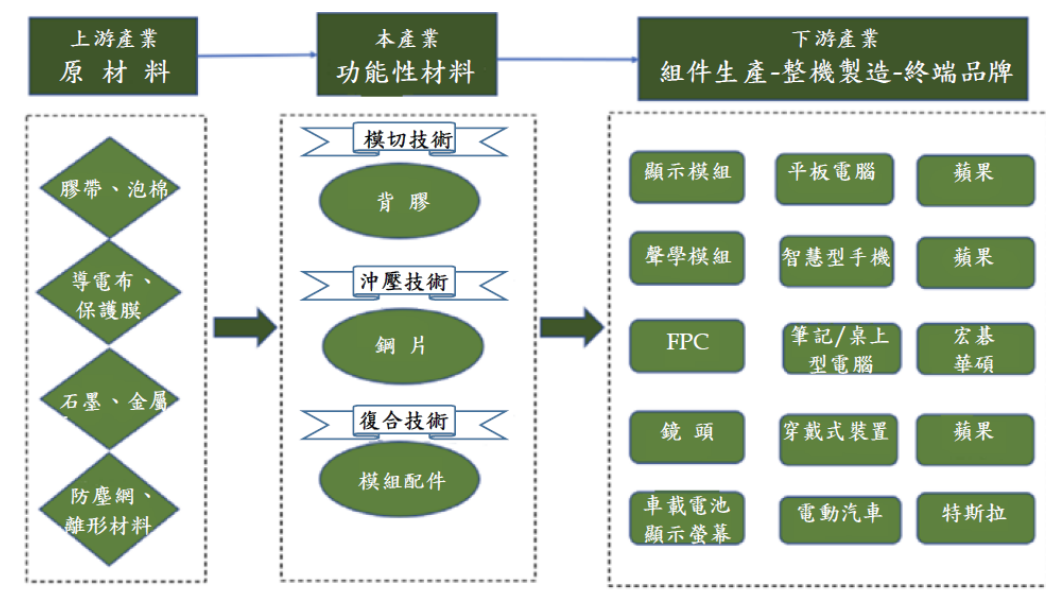 上游產業
原 材 料
本產業
功能性材料
下游產業
組件生產-整機製造-終端品牌
膠帶、泡棉
導電布、
保護膜
石墨、金屬
防塵網、
離形材料
模切技術
背 膠
沖壓技術
鋼 片
復合技術
模組配件
顯示模組
平板電腦
蘋果
聲學模組
智慧型手機
蘋果
FPC
筆記/桌上
型電腦
宏碁
華碩
鏡 頭
穿戴式裝置
蘋果
車載電池
顯示螢幕
電動汽車
特斯拉